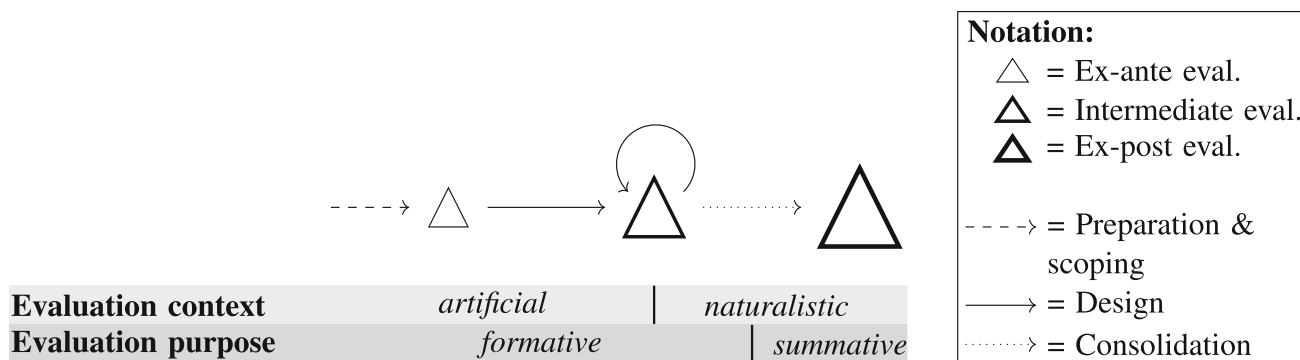 Notation:
= Ex-ante eval.
= Intermediate eval.
= Ex-post eval.
= Preparation &
scoping
= Design
= Consolidation
Evaluation context artificial naturalistic
Evaluation purpose formative summative